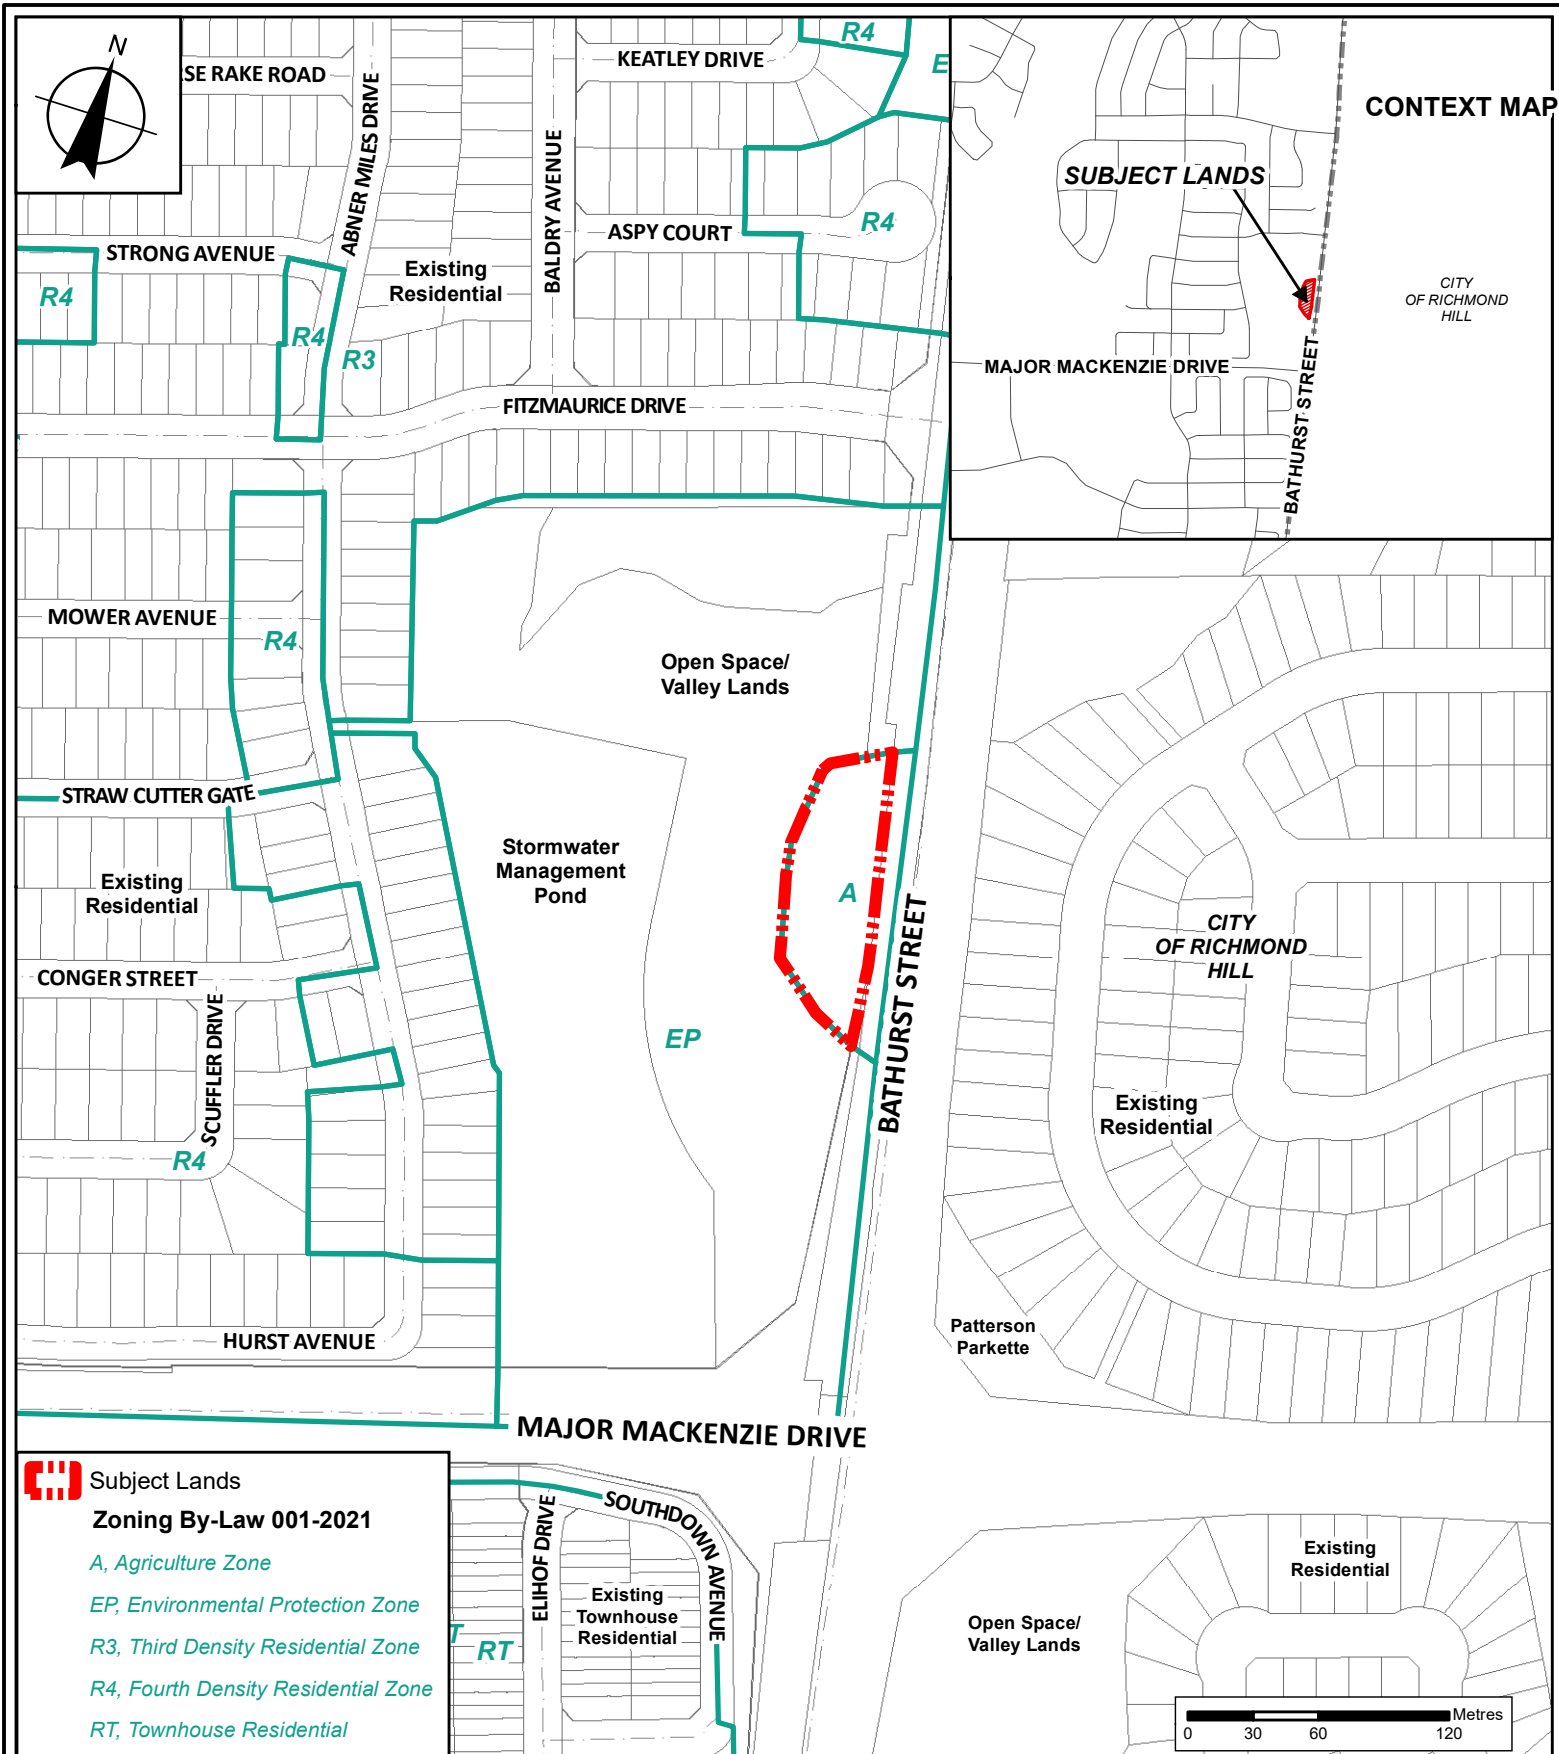 N
RSE RAKE ROAD
ABNER MILES DRIVE
KEATLEY DRIVE
R4
E
BALDRY AVENUE
ASPY COURT
R4
STRONG AVENUE
Existing
Residential
R4
R4
R3
FITZMAURICE DRIVE
CONTEXT MAP
SUBJECT LANDS
CITY
OF RICHMOND
HILL
MAJOR MACKENZIE DRIVE
BATHURST STREET
MOWER AVENUE
R4
Open Space/
Valley Lands
STRAW CUTTER GATE
Stormwater
Management
Pond
Existing
Residential
A
CITY
OF RICHMOND
HILL
CONGER STREET
SCUFFLER DRIVE
BATHURST STREET
EP
Existing
Residential
R4
HURST AVENUE
Patterson
Parkette
MAJOR MACKENZIE DRIVE
Subject Lands
Zoning By-Law 001-2021
A, Agriculture Zone
EP, Environmental Protection Zone
R3, Third Density Residential Zone
R4, Fourth Density Residential Zone
RT, Townhouse Residential
ELIHOF DRIVE
SOUTHDOWN AVENUE
Existing
Townhouse
Residential
T
RT
Open Space/
Valley Lands
Existing
Residential
Metres
0 30 60 120